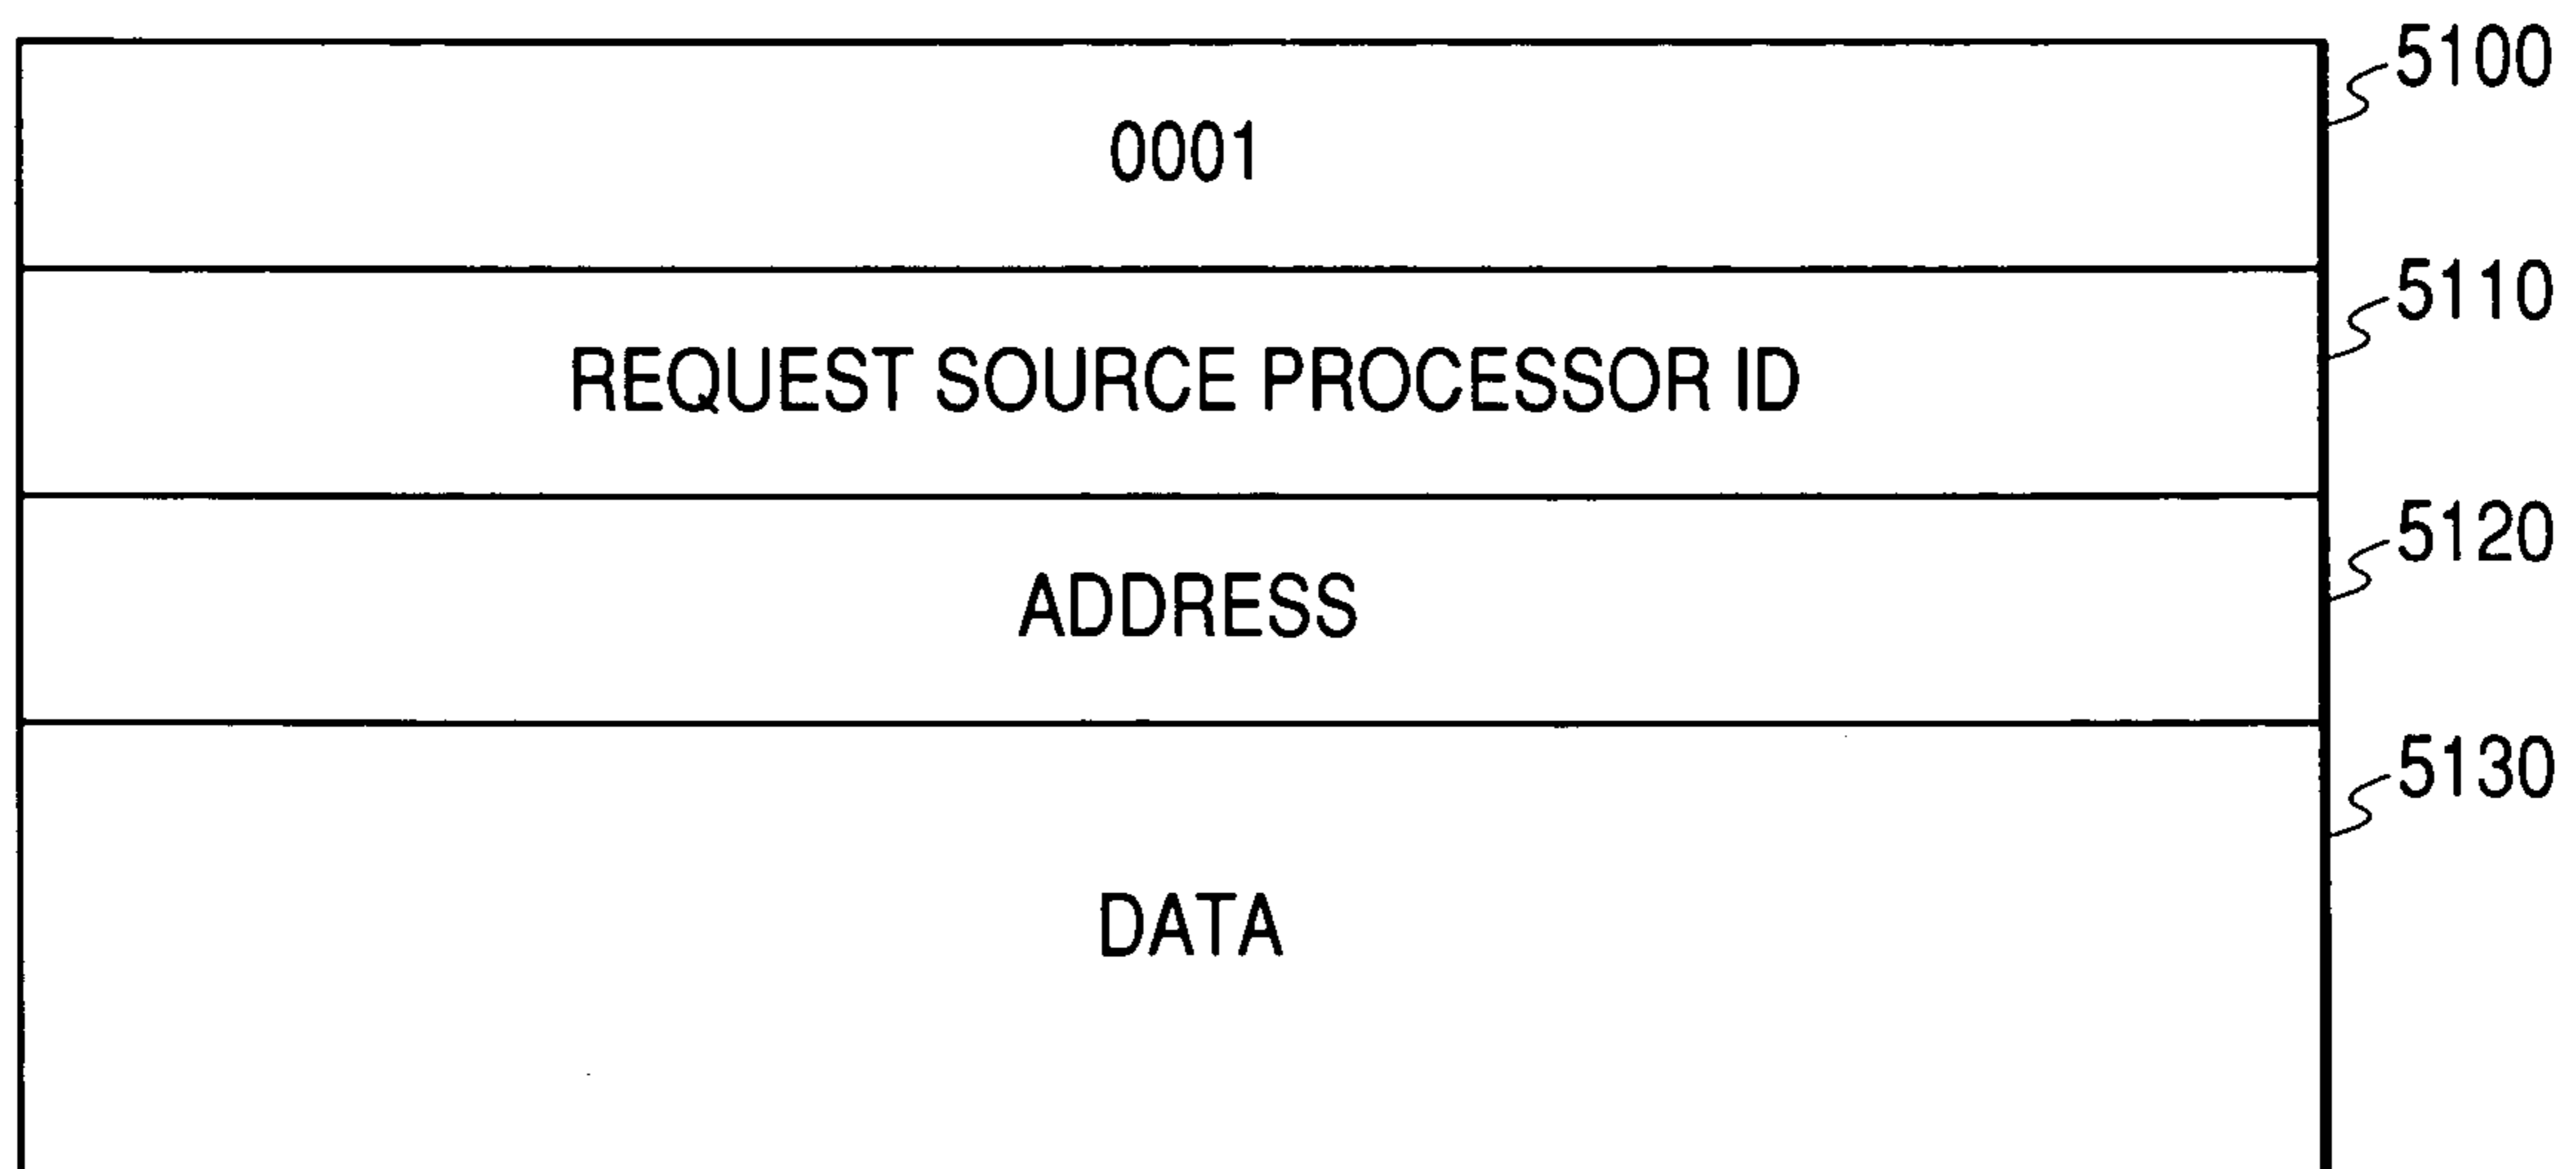 5100
0001
5110
REQUEST SOURCE PROCESSOR ID
5120
ADDRESS
5130
DATA